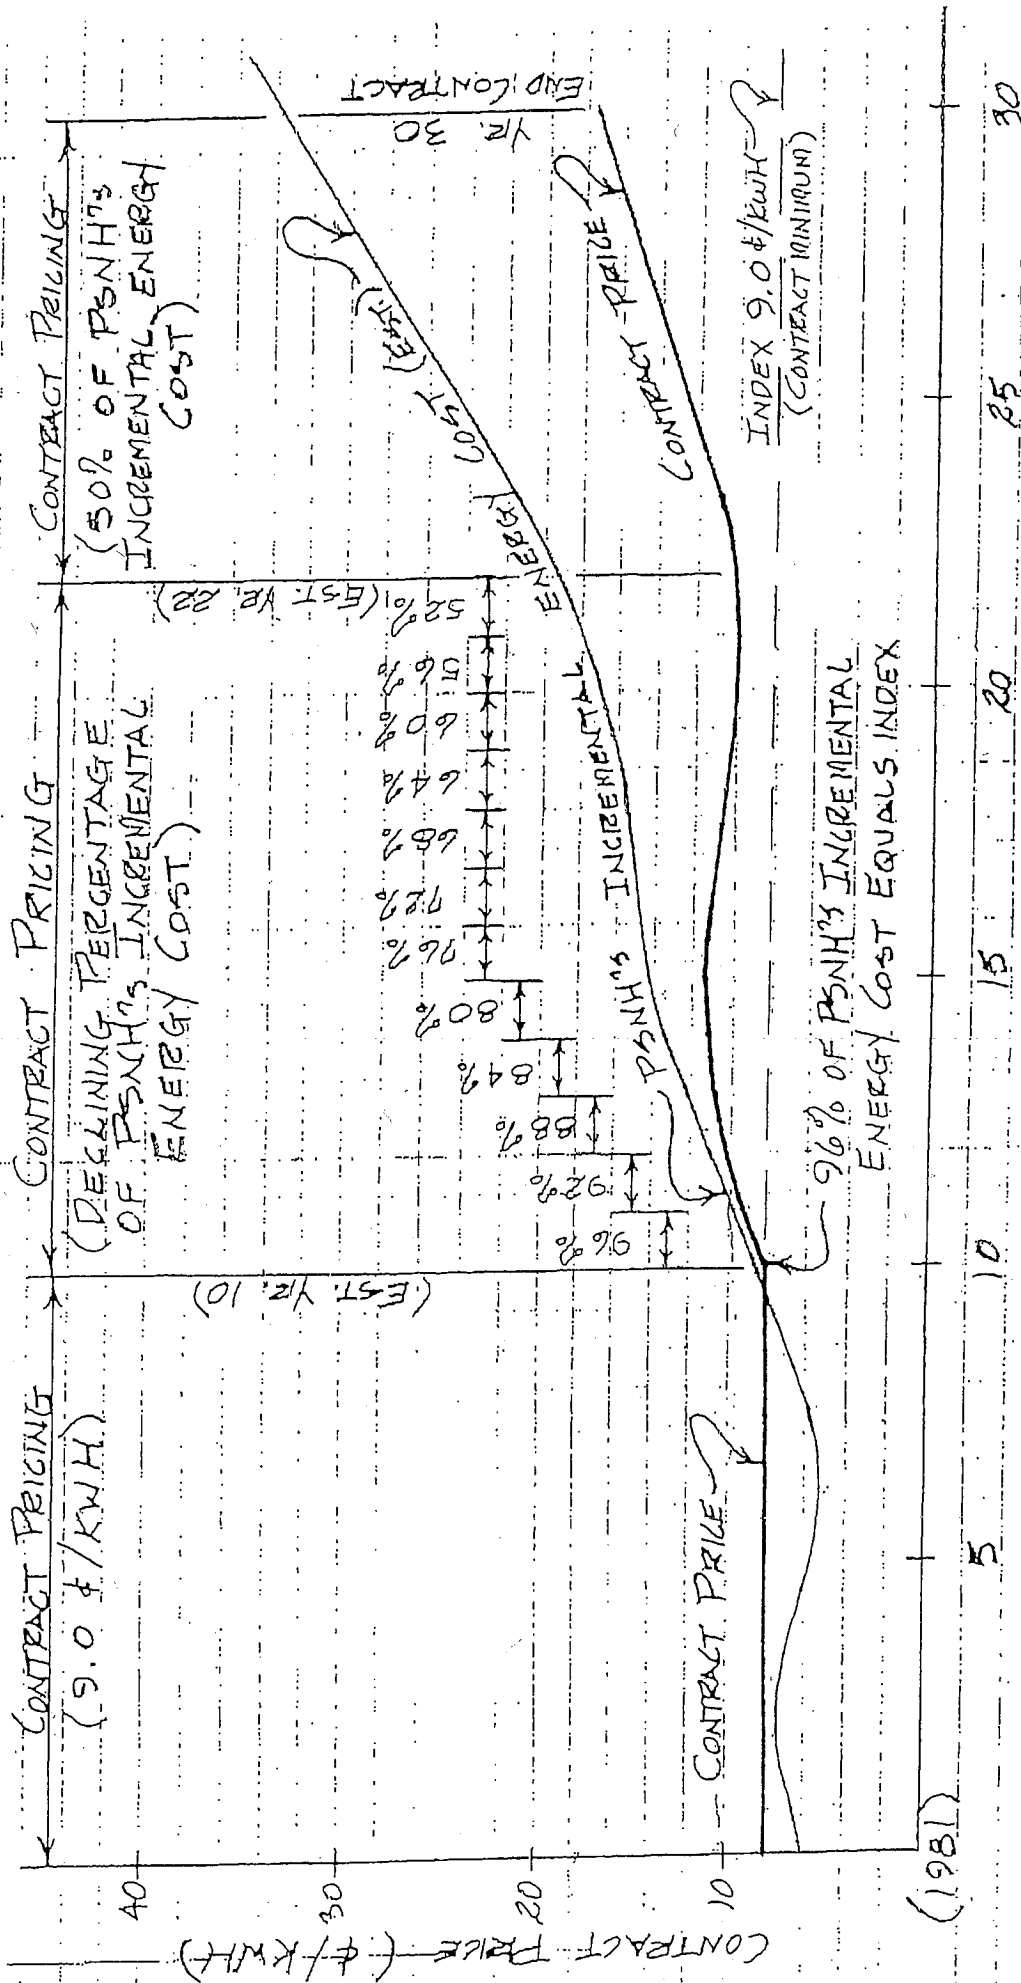 CONTRACT PRICING
(9.0 ¢/KWH)
CONTRACT PRICING
(DECLINING PERCENTAGE
OF PSNH'S INCREMENTAL
ENERGY COST)
CONTRACT PRICING
(50% OF PSNH'S
INCREMENTAL ENERGY
COST)
(EST. YR. 10)
52% (EST. YR. 22)
YR. 30
END CONTRACT
96%
92%
88%
84%
80%
76%
72%
68%
64%
60%
56%
PSNH'S INCREMENTAL ENERGY COST (EST.)
CONTRACT PRICE
CONTRACT PRICE
INDEX 9.0 ¢/KWH
(CONTRACT MINIMUM)
96% OF PSNH'S INCREMENTAL
ENERGY COST EQUALS INDEX
CONTRACT PRICE (¢/KWH)
40
30
20
10
(1981)
5
10
15
20
25
30